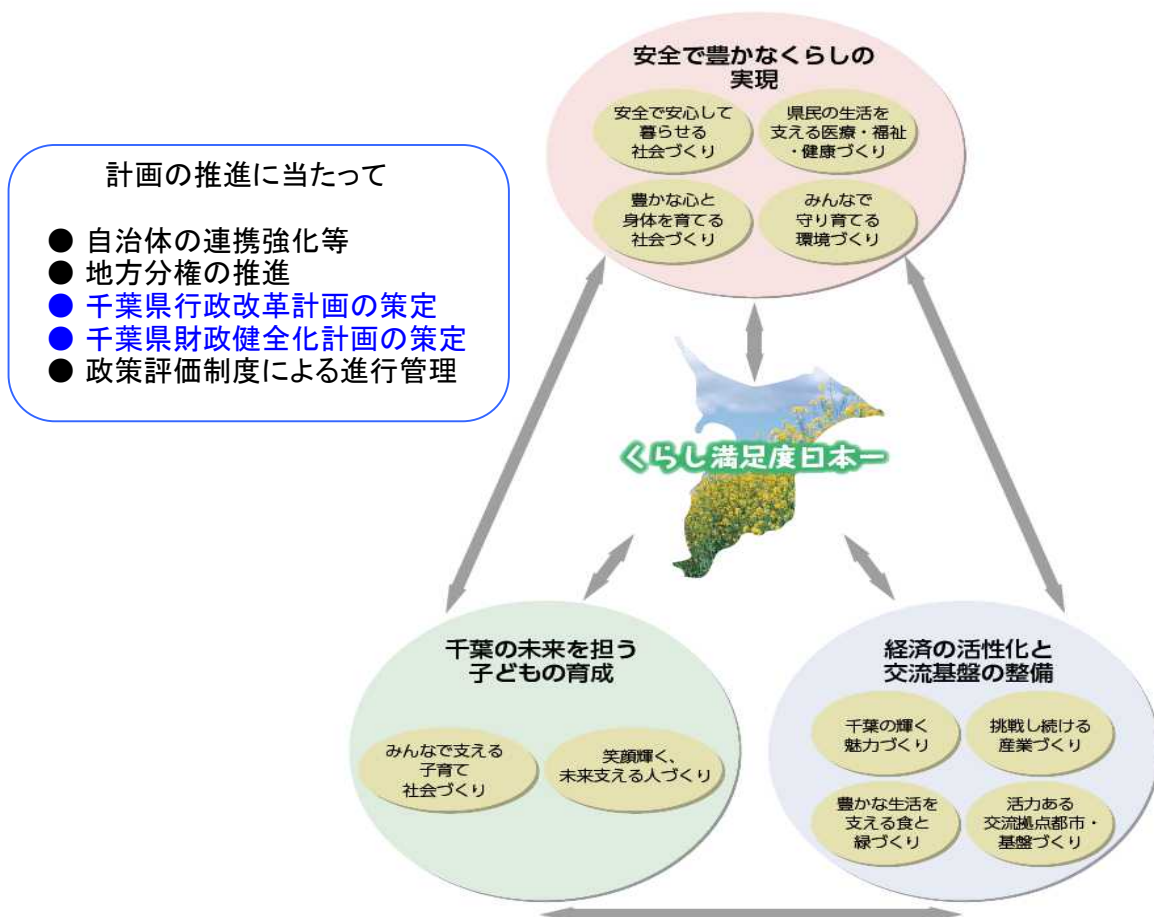 計画の推進に当たって
● 自治体の連携強化等
● 地方分権の推進
● 千葉県行政改革計画の策定
● 千葉県財政健全化計画の策定
● 政策評価制度による進行管理
安全で豊かなくらしの
実現
安全で安心して
暮らせる
社会づくり
県民の生活を
支える医療・福祉
・健康づくり
豊かな心と
身体を育てる
社会づくり
みんなで
守り育てる
環境づくり
くらし満足度日本一
千葉の未来を担う
子どもの育成
みんなで支える
子育て
社会づくり
笑顔輝く、
未来支える人づくり
経済の活性化と
交流基盤の整備
千葉の輝く
魅力づくり
挑戦し続ける
産業づくり
豊かな生活を
支える食と
緑づくり
活力ある
交流拠点都市・
基盤づくり